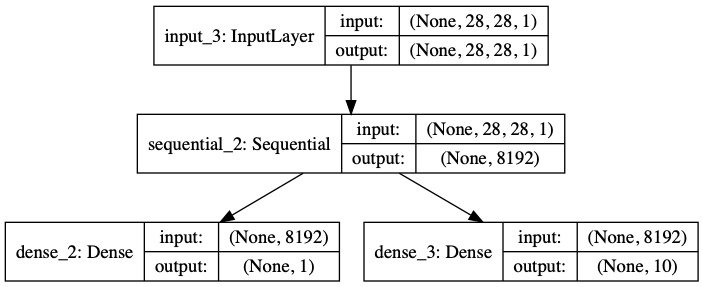 input_3: InputLayer
input: (None, 28, 28, 1)
output: (None, 28, 28, 1)
sequential_2: Sequential
input: (None, 28, 28, 1)
output: (None, 8192)
dense_2: Dense
input: (None, 8192)
output: (None, 1)
dense_3: Dense
input: (None, 8192)
output: (None, 10)